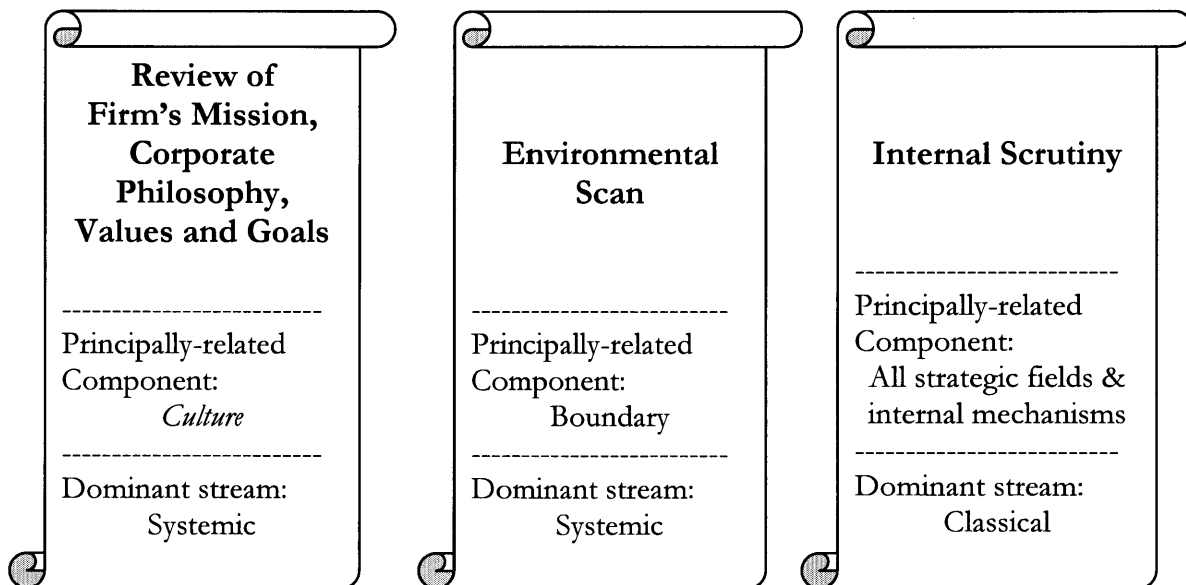 Review of
Firm's Mission,
Corporate
Philosophy,
Values and Goals
Principally-related
Component:
Culture
Dominant stream:
Systemic
Environmental
Scan
Principally-related
Component:
Boundary
Dominant stream:
Systemic
Internal Scrutiny
Principally-related
Component:
All strategic fields &
internal mechanisms
Dominant stream:
Classical